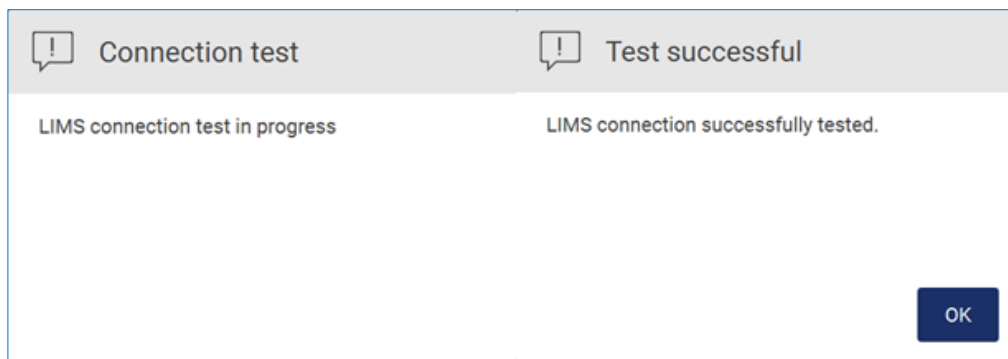 Connection test
LIMS connection test in progress
Test successful
LIMS connection successfully tested.
OK